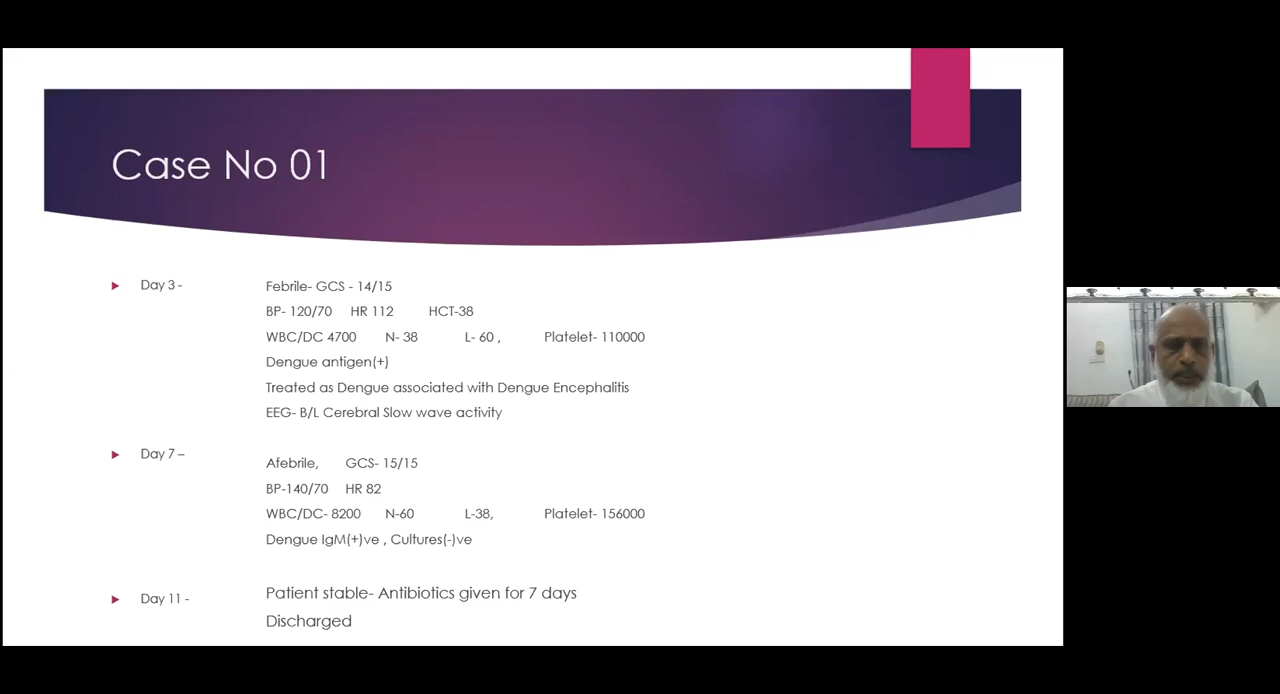 Case No 01
Day 3 - Febrile- GCS - 14/15
BP- 120/70 HR 112 HCT-38
WBC/DC 4700 N- 38 L- 60 , Platelet- 110000
Dengue antigen(+)
Treated as Dengue associated with Dengue Encephalitis
EEG- B/L Cerebral Slow wave activity
Day 7 – Afebrile, GCS- 15/15
BP-140/70 HR 82
WBC/DC- 8200 N-60 L-38, Platelet- 156000
Dengue IgM(+)ve , Cultures(-)ve
Day 11 - Patient stable- Antibiotics given for 7 days
Discharged